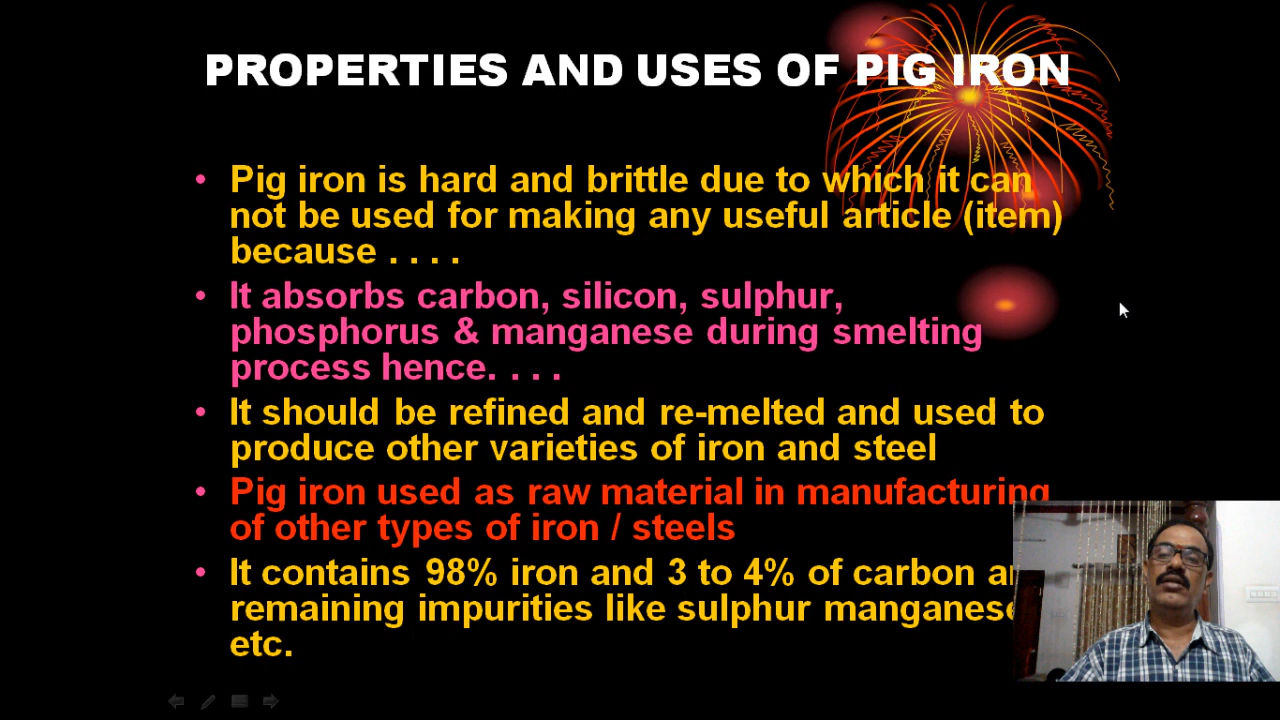 PROPERTIES AND USES OF PIG IRON
• Pig iron is hard and brittle due to which it can
not be used for making any useful article (item)
because . . . .
• It absorbs carbon, silicon, sulphur,
phosphorus & manganese during smelting
process hence. . . .
• It should be refined and re-melted and used to
produce other varieties of iron and steel
• Pig iron used as raw material in manufacturing
of other types of iron / steels
• It contains 98% iron and 3 to 4% of carbon
remaining impurities like sulphur manganese
etc.